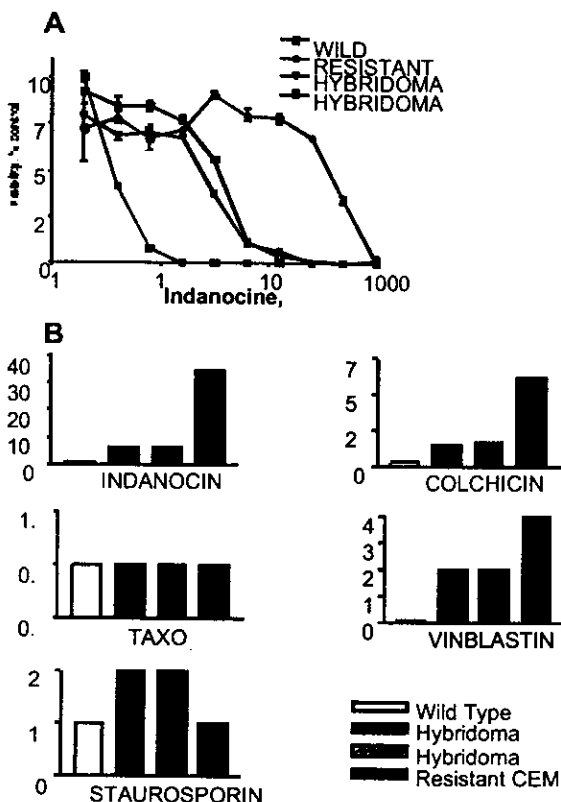 A
WILD
RESISTANT
HYBRIDOMA
HYBRIDOMA
10
7
5
2
0
1
1
10
1000
Indanocine,
B
40
30
20
10
0
INDANOCIN
7
5
2
0
COLCHICIN
1.
0.
0.
TAXO
4
3
2
1
0
VINBLASTIN
2
1
0
STAUROSPORIN
Wild Type
Hybridoma
Hybridoma
Resistant CEM